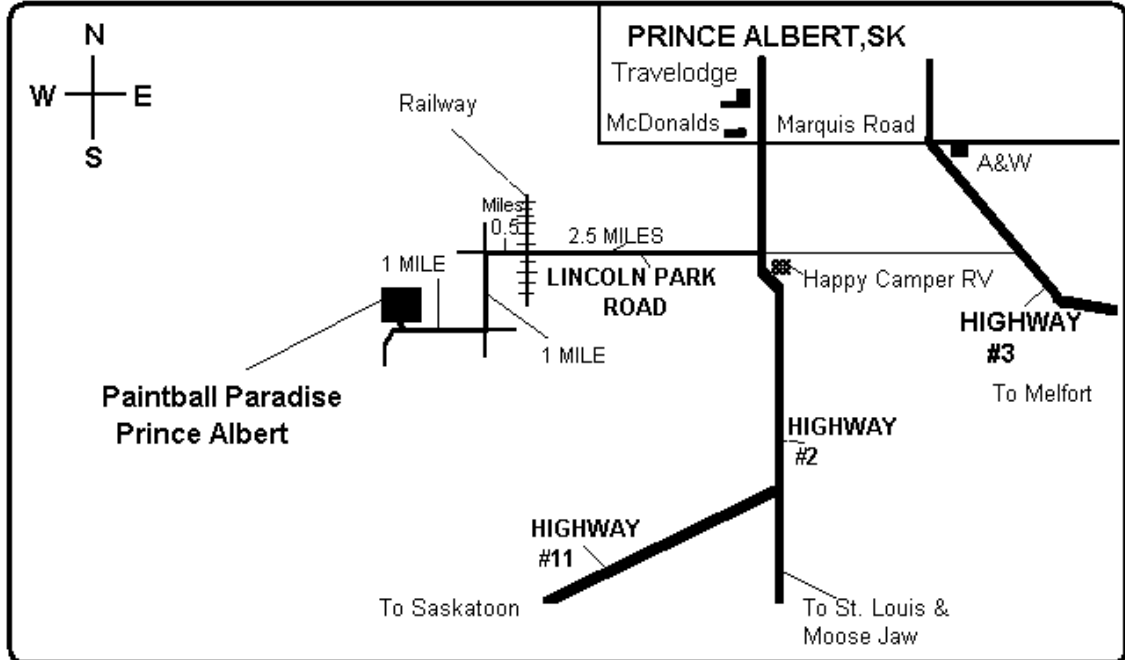 N
W E
S
PRINCE ALBERT,SK
Travelodge
McDonalds
Marquis Road
A&W
Railway
Miles
0.5
2.5 MILES
LINCOLN PARK
ROAD
Happy Camper RV
1 MILE
1 MILE
HIGHWAY
#3
To Melfort
Paintball Paradise
Prince Albert
HIGHWAY
#2
HIGHWAY
#11
To Saskatoon
To St. Louis &
Moose Jaw